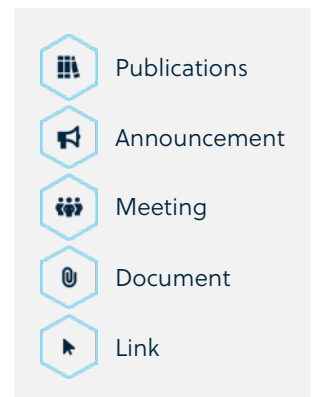 Publications
Announcement
Meeting
Document
Link